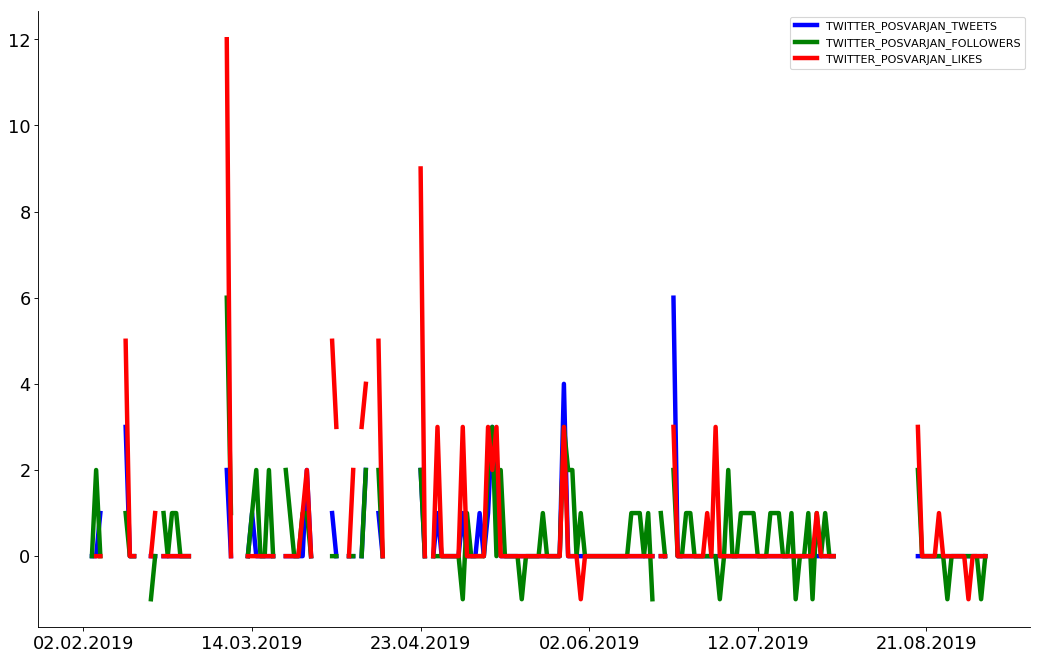 TWITTER_POSVARJAN_TWEETS
TWITTER_POSVARJAN_FOLLOWERS
TWITTER_POSVARJAN_LIKES
12
10
8
6
4
2
0
02.02.2019 14.03.2019 23.04.2019 02.06.2019 12.07.2019 21.08.2019